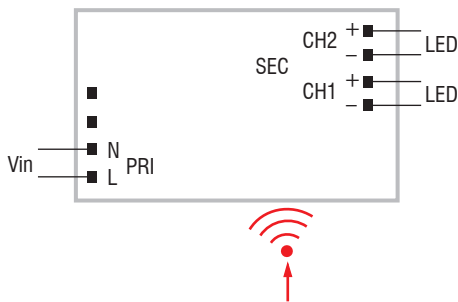 CH2 + LED
−
SEC
CH1 + LED
−
N
Vin PRI
L